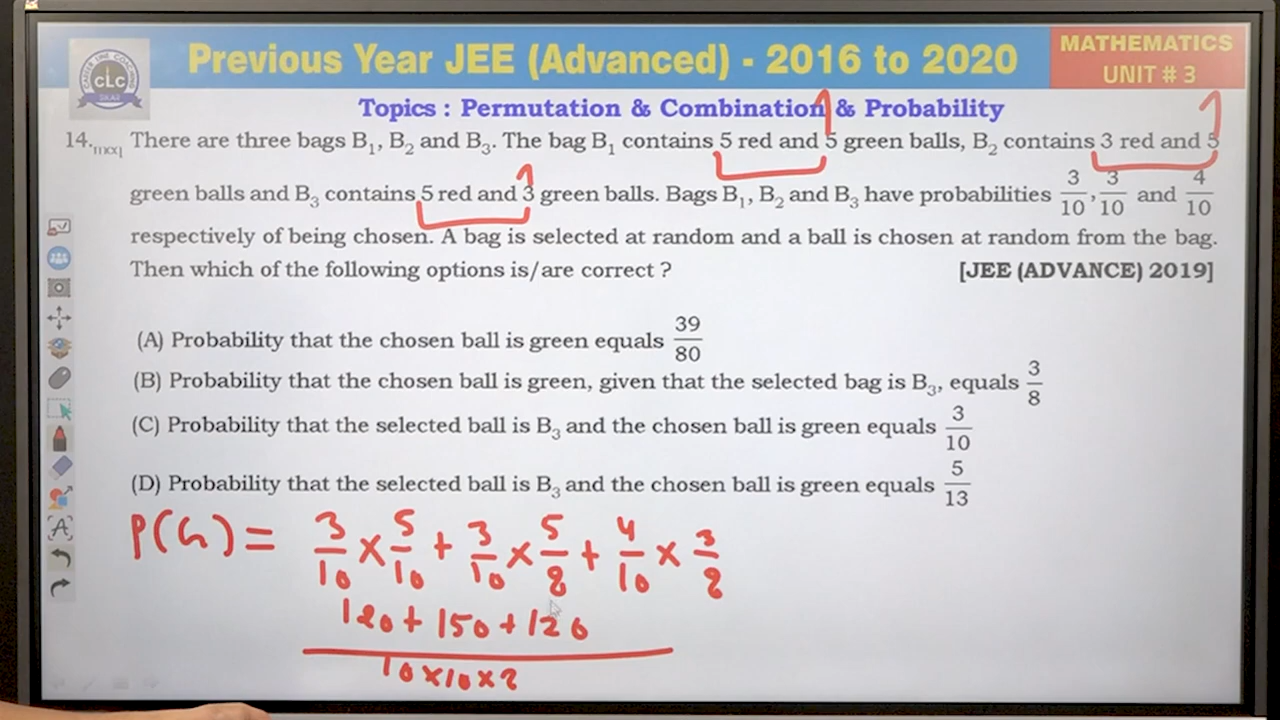 Previous Year JEE (Advanced) - 2016 to 2020
MATHEMATICS
UNIT # 3
CLC
Topics : Permutation & Combination & Probability
14. mcq There are three bags B₁, B₂ and B₃. The bag B₁ contains 5 red and 5 green balls, B₂ contains 3 red and 5
green balls and B₃ contains 5 red and 3 green balls. Bags B₁, B₂ and B₃ have probabilities 3/10, 3/10 and 4/10
respectively of being chosen. A bag is selected at random and a ball is chosen at random from the bag.
Then which of the following options is/are correct ? [JEE (ADVANCE) 2019]
(A) Probability that the chosen ball is green equals 39/80
(B) Probability that the chosen ball is green, given that the selected bag is B₃, equals 3/8
(C) Probability that the selected ball is B₃ and the chosen ball is green equals 3/10
(D) Probability that the selected ball is B₃ and the chosen ball is green equals 5/13
P(G) = 3/10 × 5/10 + 3/10 × 5/8 + 4/10 × 3/8
120 + 150 + 120
10×10×8